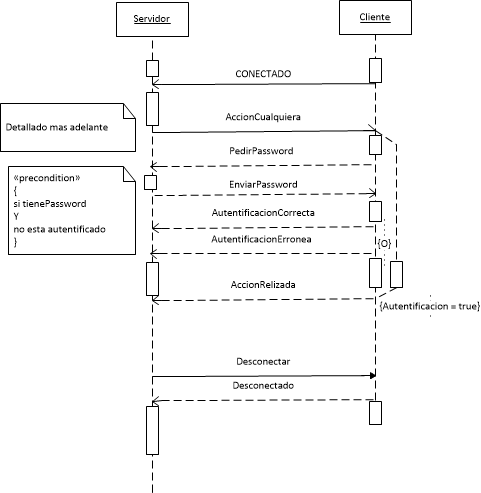 Servidor
Cliente
CONECTADO
AccionCualquiera
Detallado mas adelante
PedirPassword
«precondition»
{
si tienePassword
Y
no esta autentificado
}
EnviarPassword
AutentificacionCorrecta
AutentificacionErronea
{O}
AccionRelizada
{Autentificacion = true}
Desconectar
Desconectado